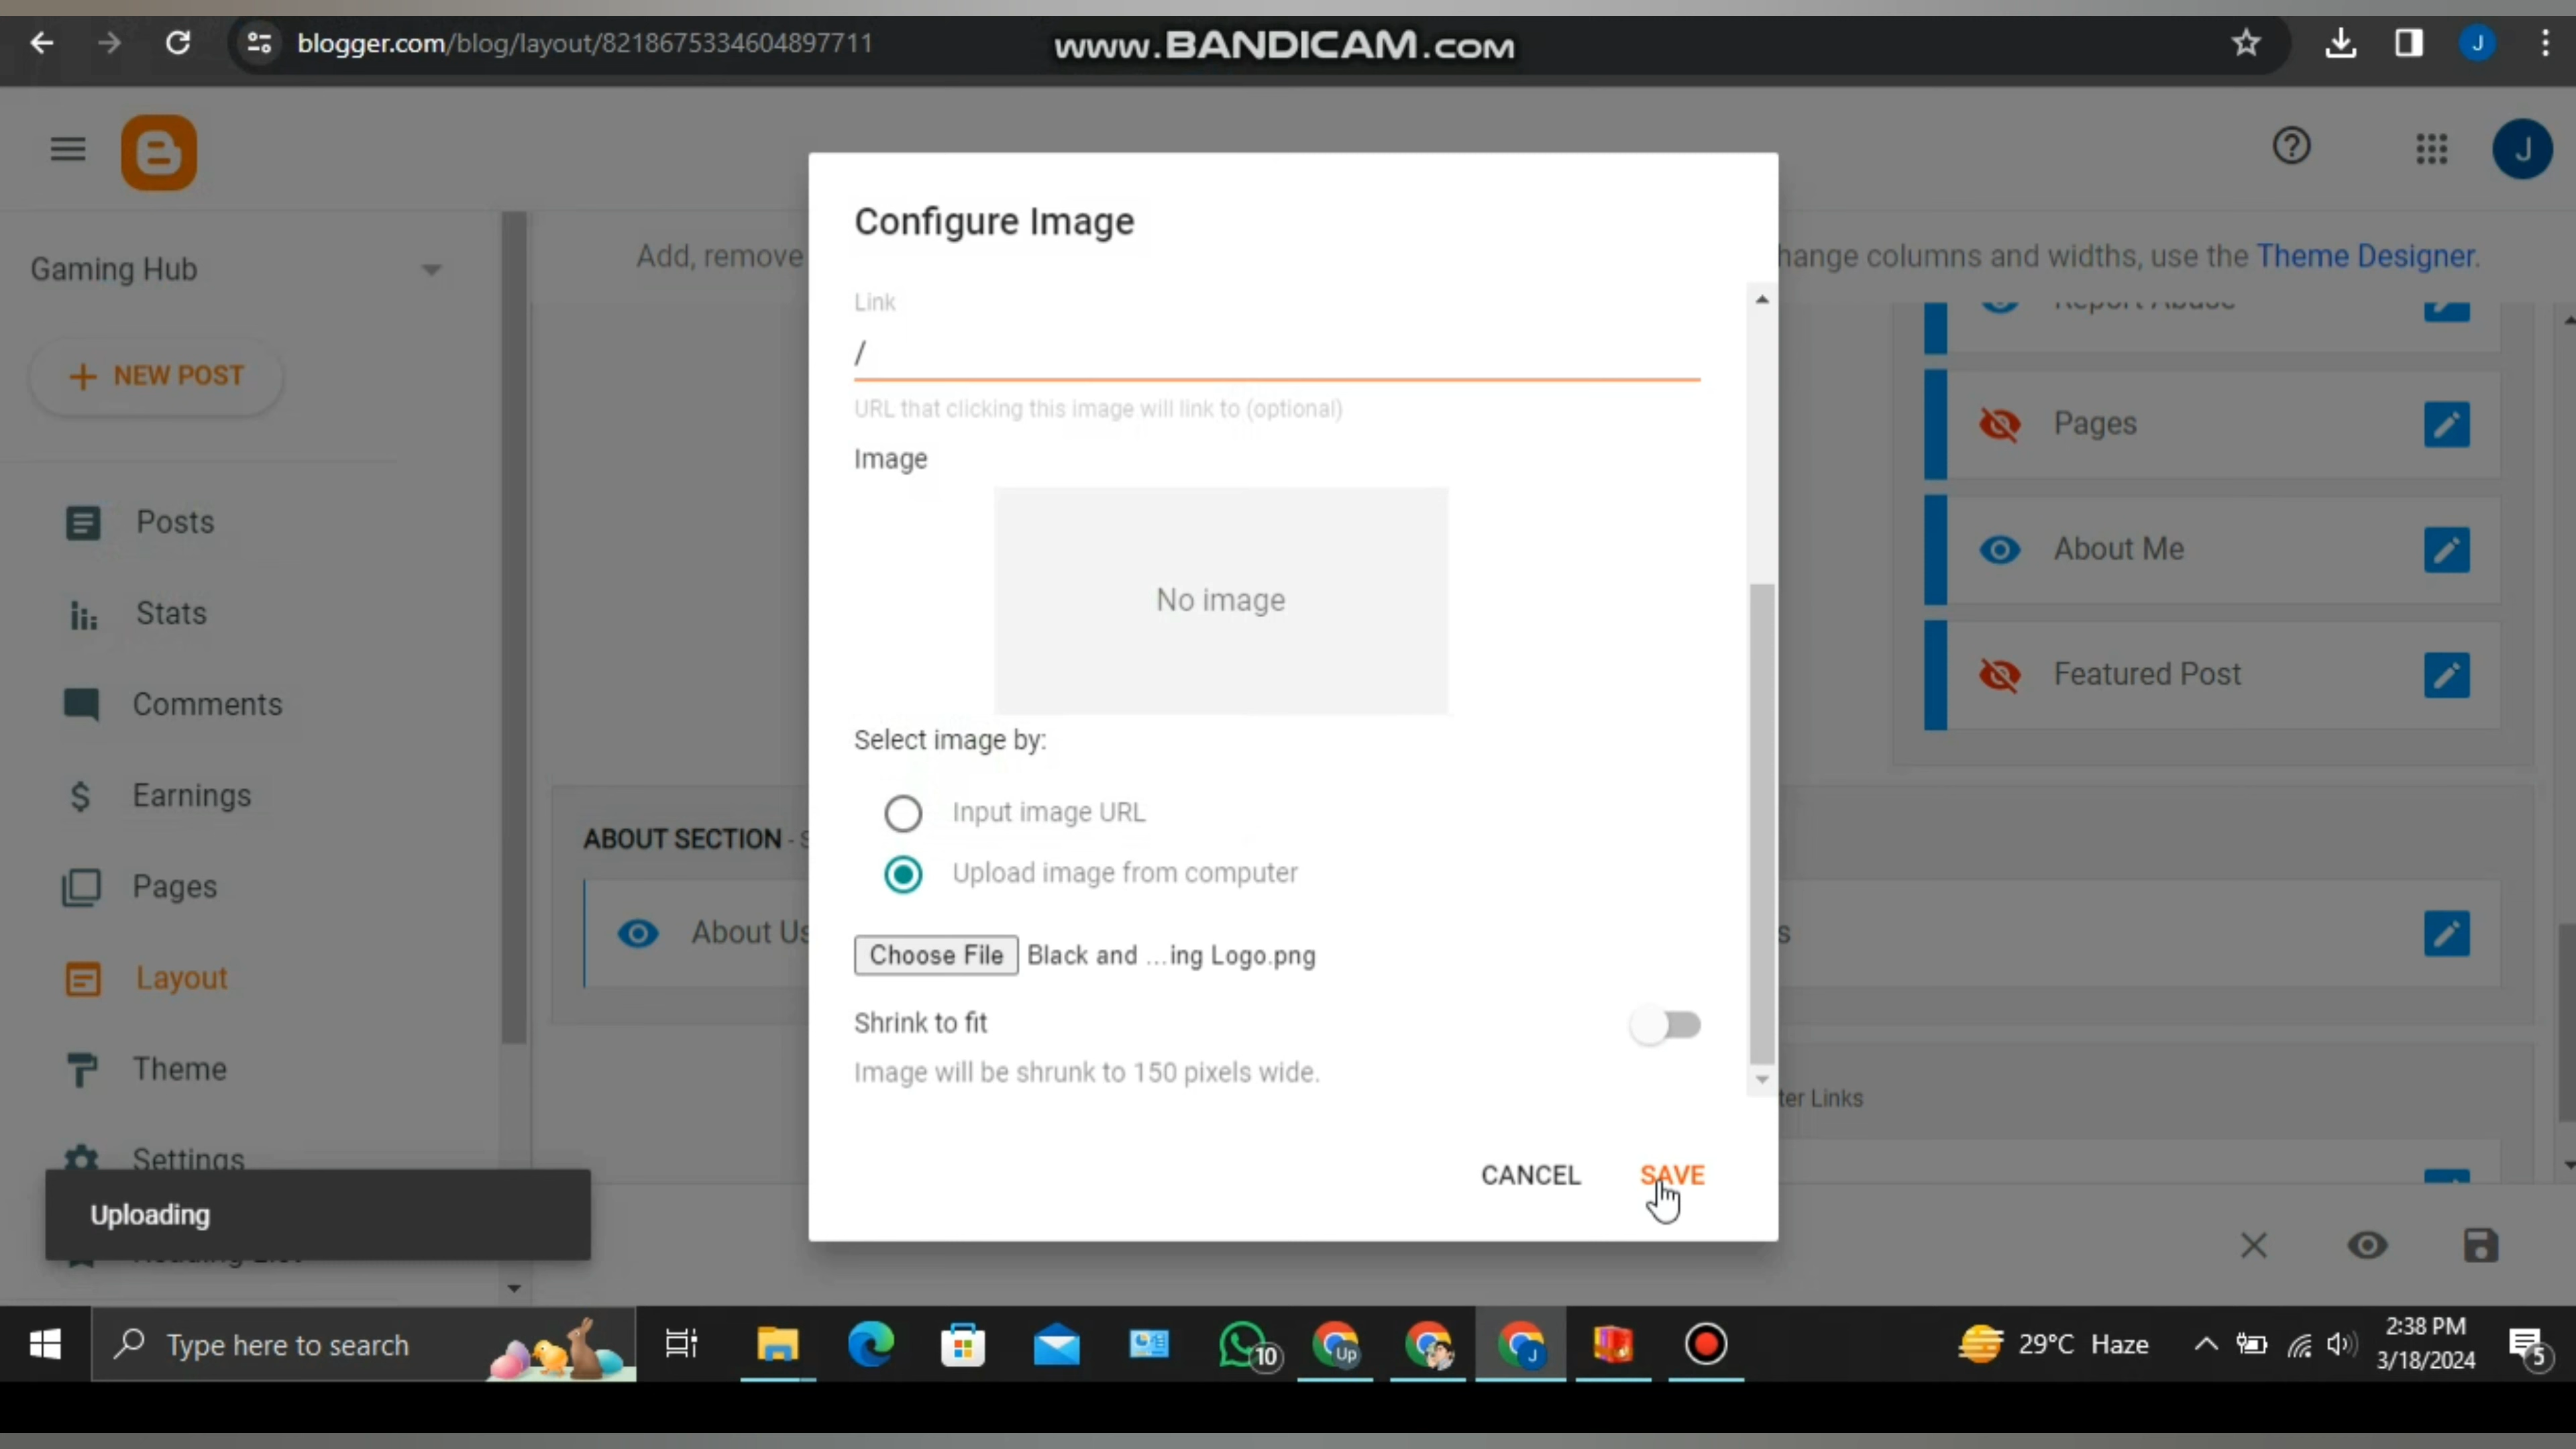 blogger.com/blog/layout/8218675334604897711
www.BANDICAM.com
J
J
Gaming Hub
NEW POST
Posts
Stats
Comments
Earnings
Pages
Layout
Theme
Settings
Uploading
Add, remove
hange columns and widths, use the Theme Designer.
Report Abuse
Pages
About Me
Featured Post
ABOUT SECTION - S
About Us
s
ter Links
Configure Image
Link
/
URL that clicking this image will link to (optional)
Image
No image
Select image by:
Input image URL
Upload image from computer
Choose File Black and ...ing Logo.png
Shrink to fit
Image will be shrunk to 150 pixels wide.
CANCEL SAVE
Type here to search
10
Up
J
29°C Haze
2:38 PM
3/18/2024
5